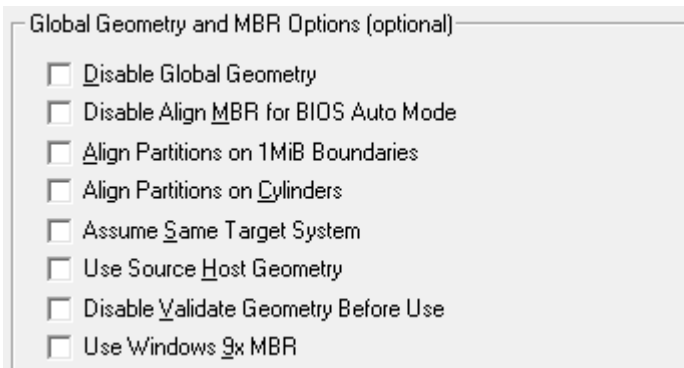 Global Geometry and MBR Options (optional)
Disable Global Geometry
Disable Align MBR for BIOS Auto Mode
Align Partitions on 1MiB Boundaries
Align Partitions on Cylinders
Assume Same Target System
Use Source Host Geometry
Disable Validate Geometry Before Use
Use Windows 9x MBR